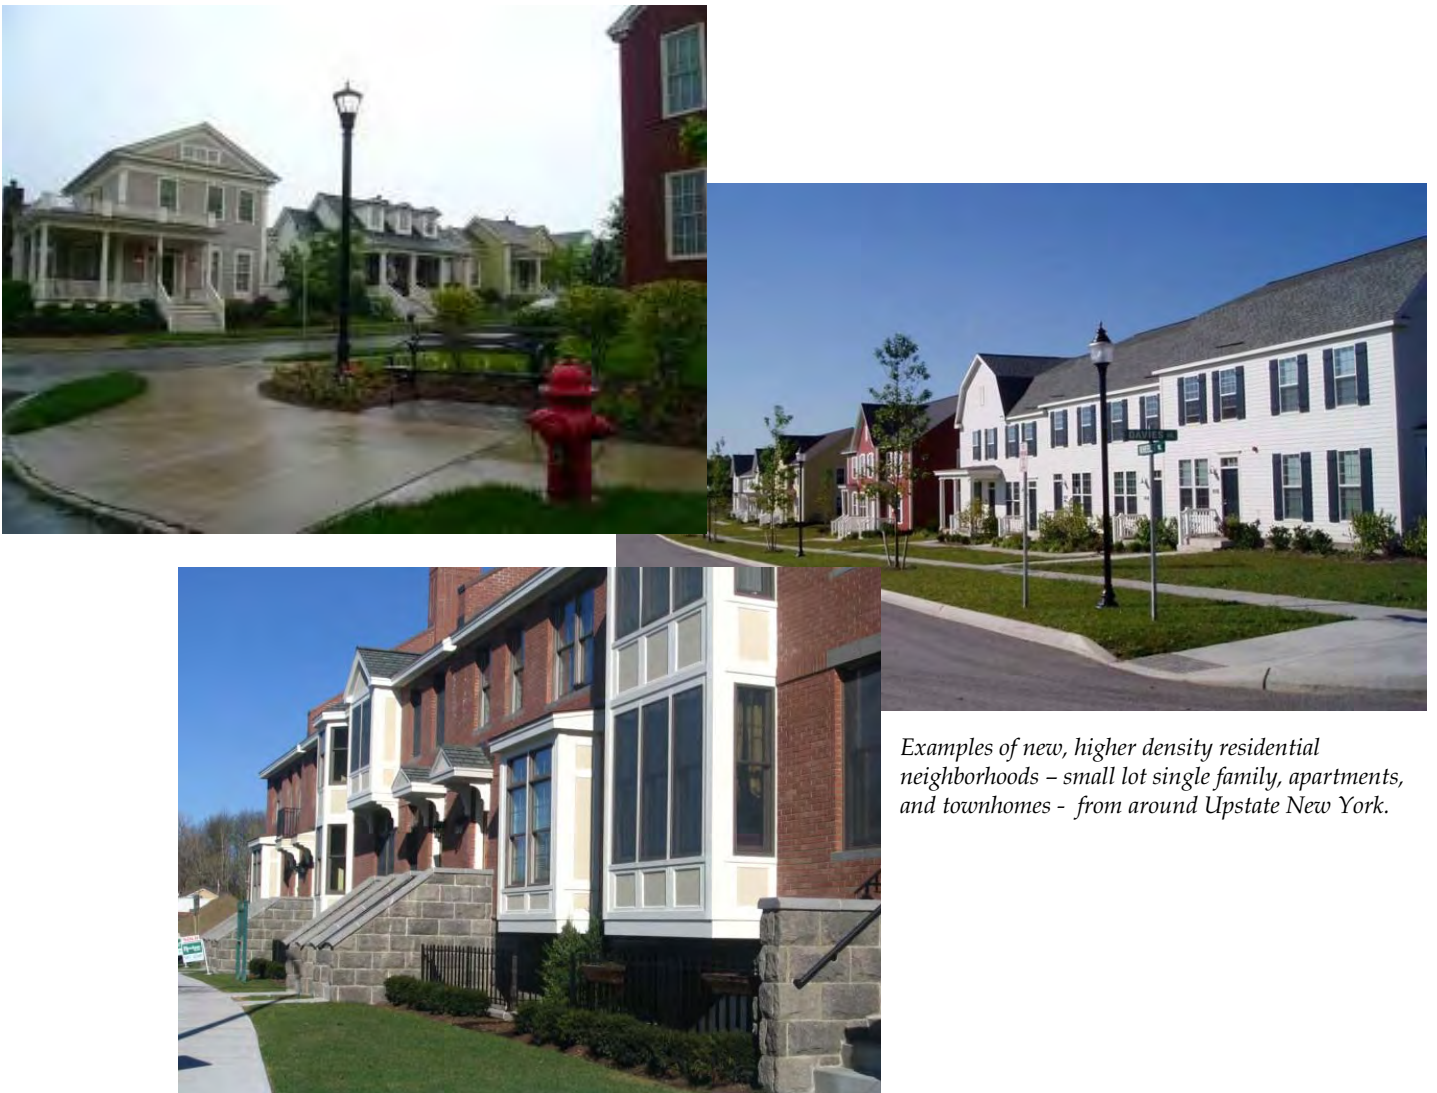 DAVIES
Examples of new, higher density residential
neighborhoods – small lot single family, apartments,
and townhomes - from around Upstate New York.